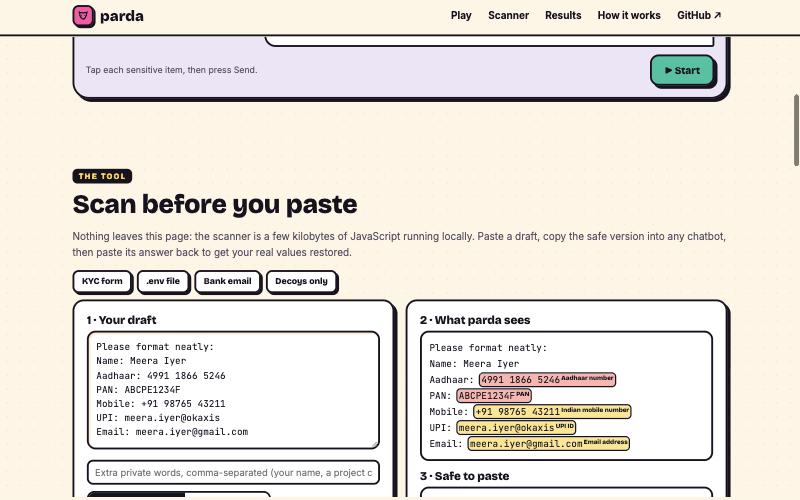 parda
Play
Scanner
Results
How it works
GitHub ↗
Tap each sensitive item, then press Send.
▶ Start
THE TOOL
Scan before you paste
Nothing leaves this page: the scanner is a few kilobytes of JavaScript running locally. Paste a draft, copy the safe version into any chatbot,
then paste its answer back to get your real values restored.
KYC form
.env file
Bank email
Decoys only
1 · Your draft
Please format neatly:
Name: Meera Iyer
Aadhaar: 4991 1866 5246
PAN: ABCPE1234F
Mobile: +91 98765 43211
UPI: meera.iyer@okaxis
Email: meera.iyer@gmail.com
Extra private words, comma-separated (your name, a project c
2 · What parda sees
Please format neatly:
Name: Meera Iyer
Aadhaar: 4991 1866 5246 Aadhaar number
PAN: ABCPE1234F PAN
Mobile: +91 98765 43211 Indian mobile number
UPI: meera.iyer@okaxis UPI ID
Email: meera.iyer@gmail.com Email address
3 · Safe to paste